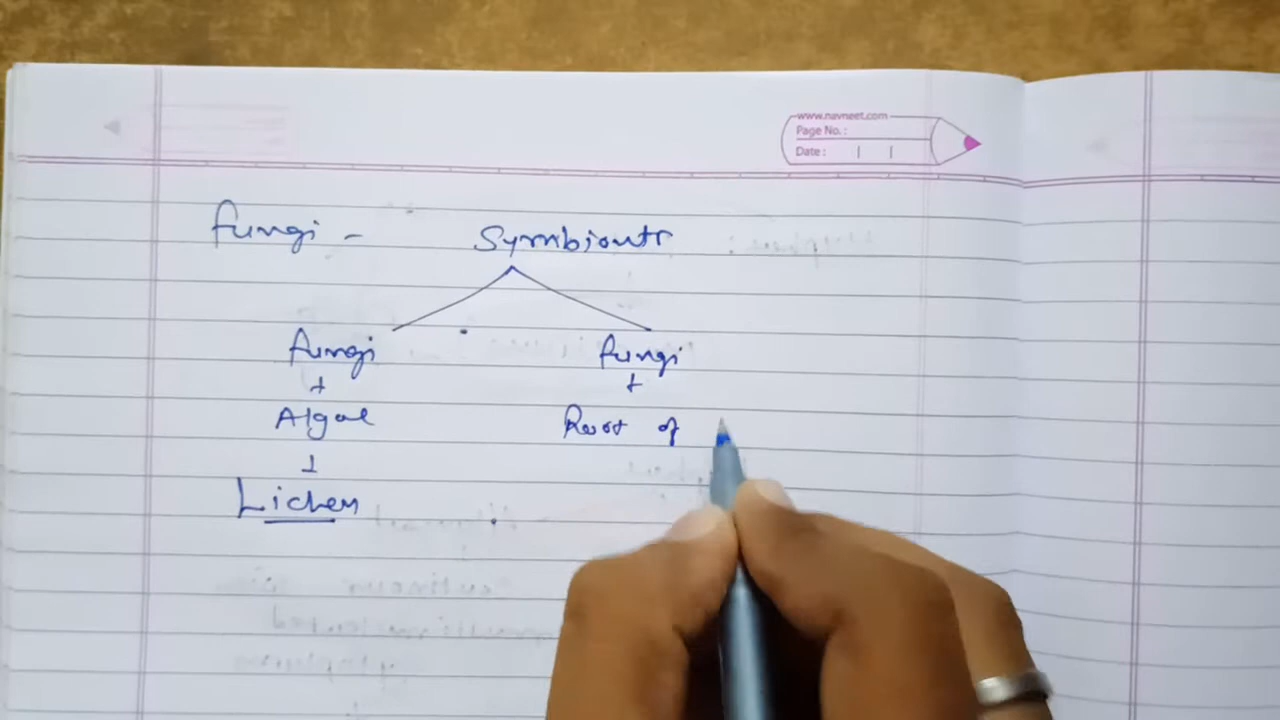 www.navneet.com
Page No. :
Date :
Fungi - Symbionts
Fungi Fungi
+ +
Algae Root of
Lichen